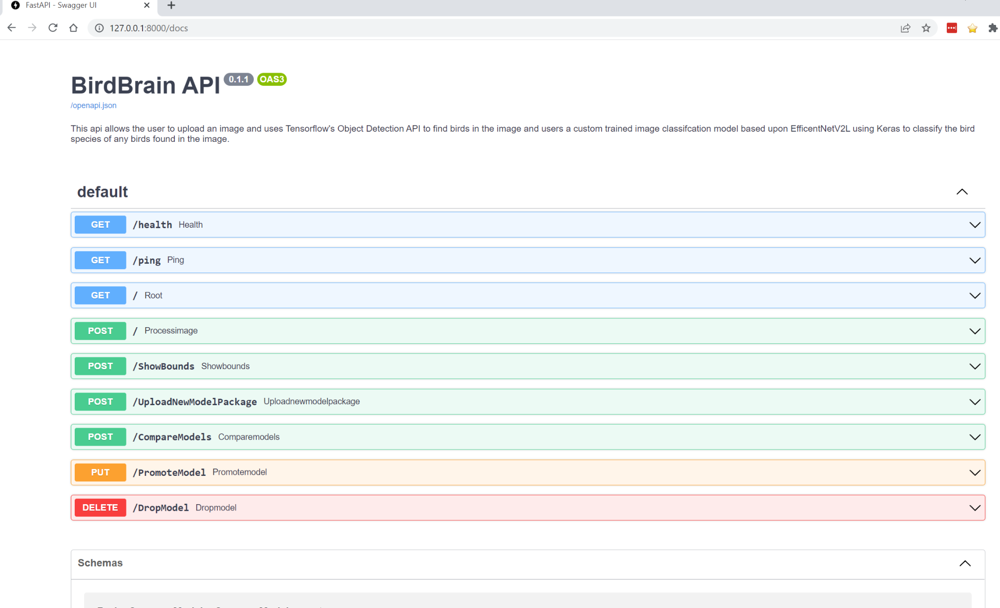 FastAPI - Swagger UI
127.0.0.1:8000/docs
BirdBrain API 0.1.1 OAS3
/openapi.json
This api allows the user to upload an image and uses Tensorflow's Object Detection API to find birds in the image and users a custom trained image classifcation model based upon EfficentNetV2L using Keras to classify the bird
species of any birds found in the image.
default
GET /health Health
GET /ping Ping
GET / Root
POST / Processimage
POST /ShowBounds Showbounds
POST /UploadNewModelPackage Uploadnewmodelpackage
POST /CompareModels Comparemodels
PUT /PromoteModel Promotemodel
DELETE /DropModel Dropmodel
Schemas